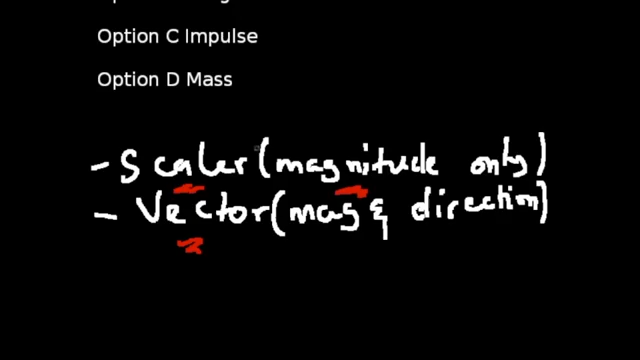 Option C Impulse
Option D Mass
- Scaler (magnitude only)
- Vector (mag & direction)